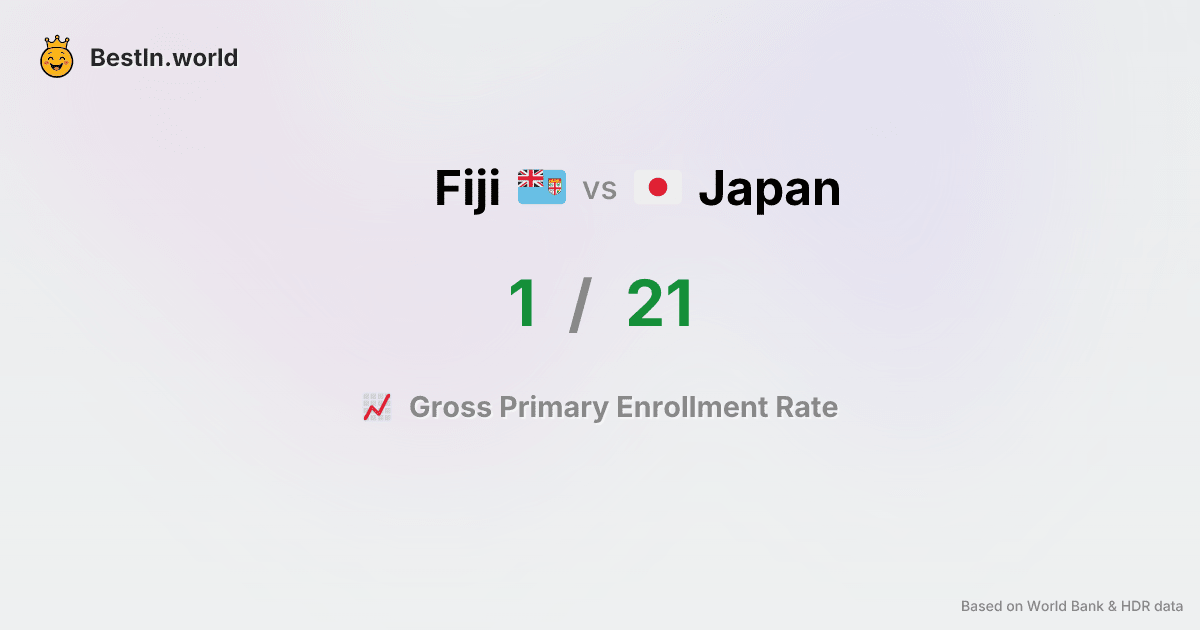 BestIn.world
Fiji vs Japan
1 / 21
Gross Primary Enrollment Rate
Based on World Bank & HDR data